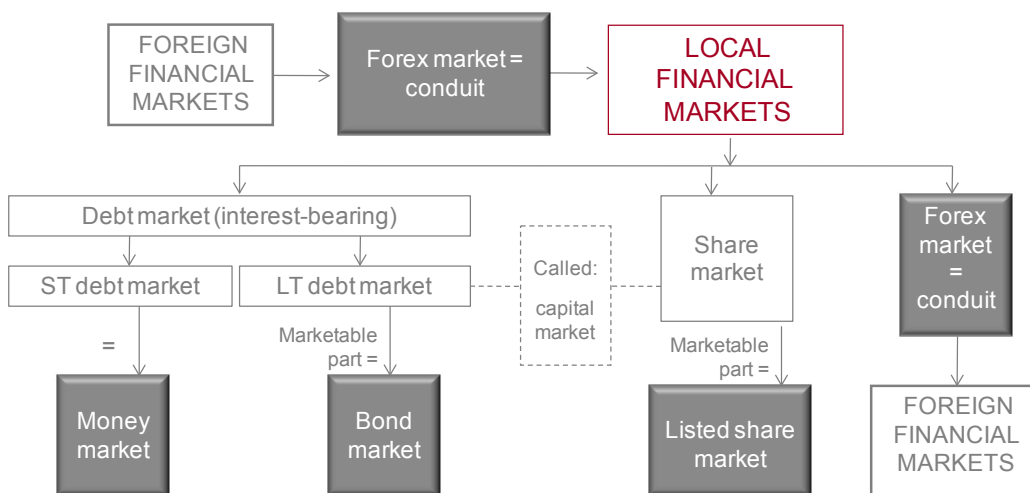 FOREIGN
FINANCIAL
MARKETS
Forex market =
conduit
LOCAL
FINANCIAL
MARKETS
Debt market (interest-bearing)
ST debt market
LT debt market
Called:
capital
market
Share
market
Forex
market
=
conduit
=
Marketable
part =
Marketable
part =
Money
market
Bond
market
Listed share
market
FOREIGN
FINANCIAL
MARKETS